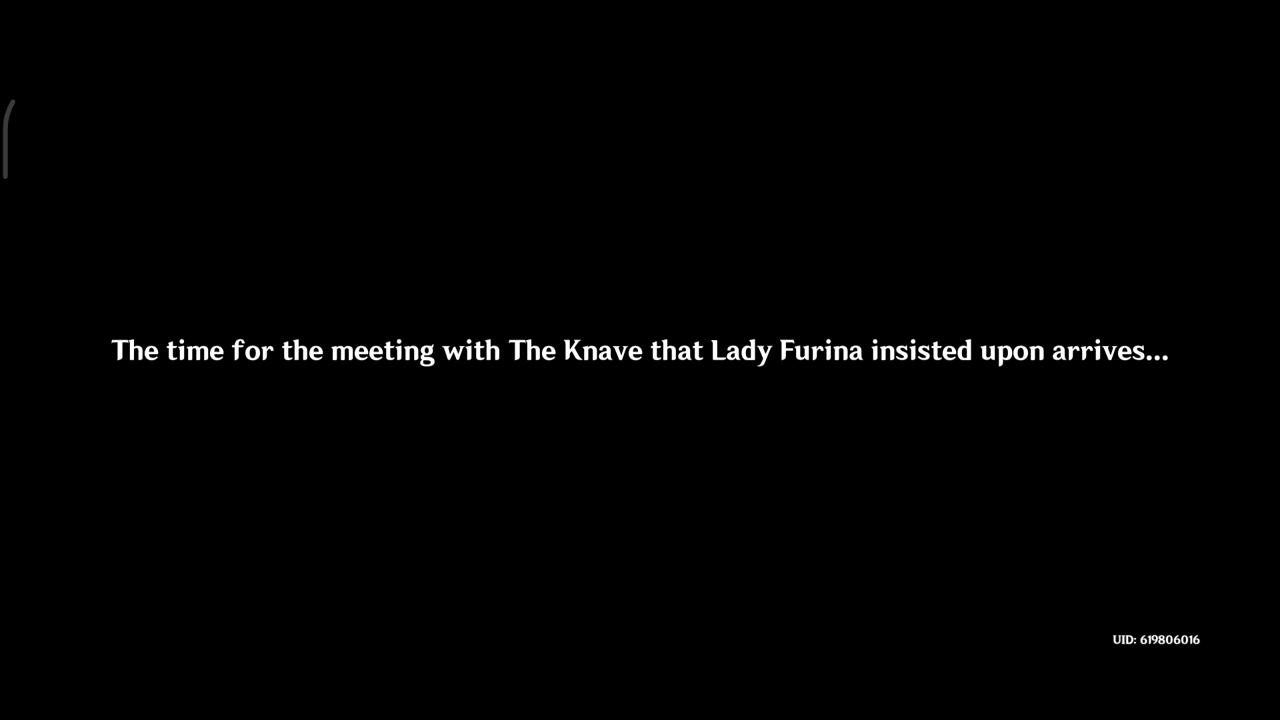 The time for the meeting with The Knave that Lady Furina insisted upon arrives...
UID: 619806016